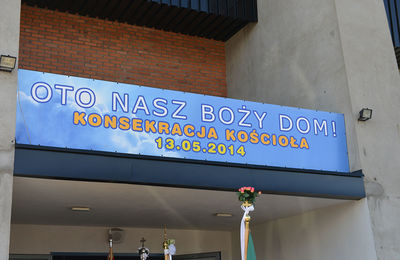 OTO NASZ BOŻY DOM!
KONSEKRACJA KOŚCIOŁA
13.05.2014